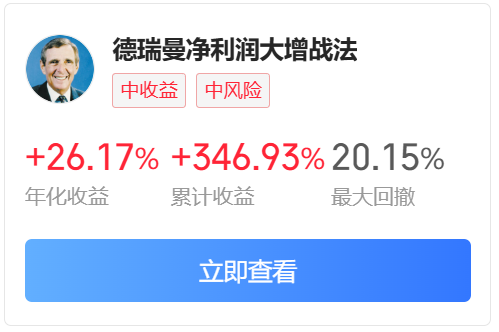 德瑞曼净利润大增战法
中收益 中风险
+26.17% +346.93% 20.15%
年化收益 累计收益 最大回撤
立即查看